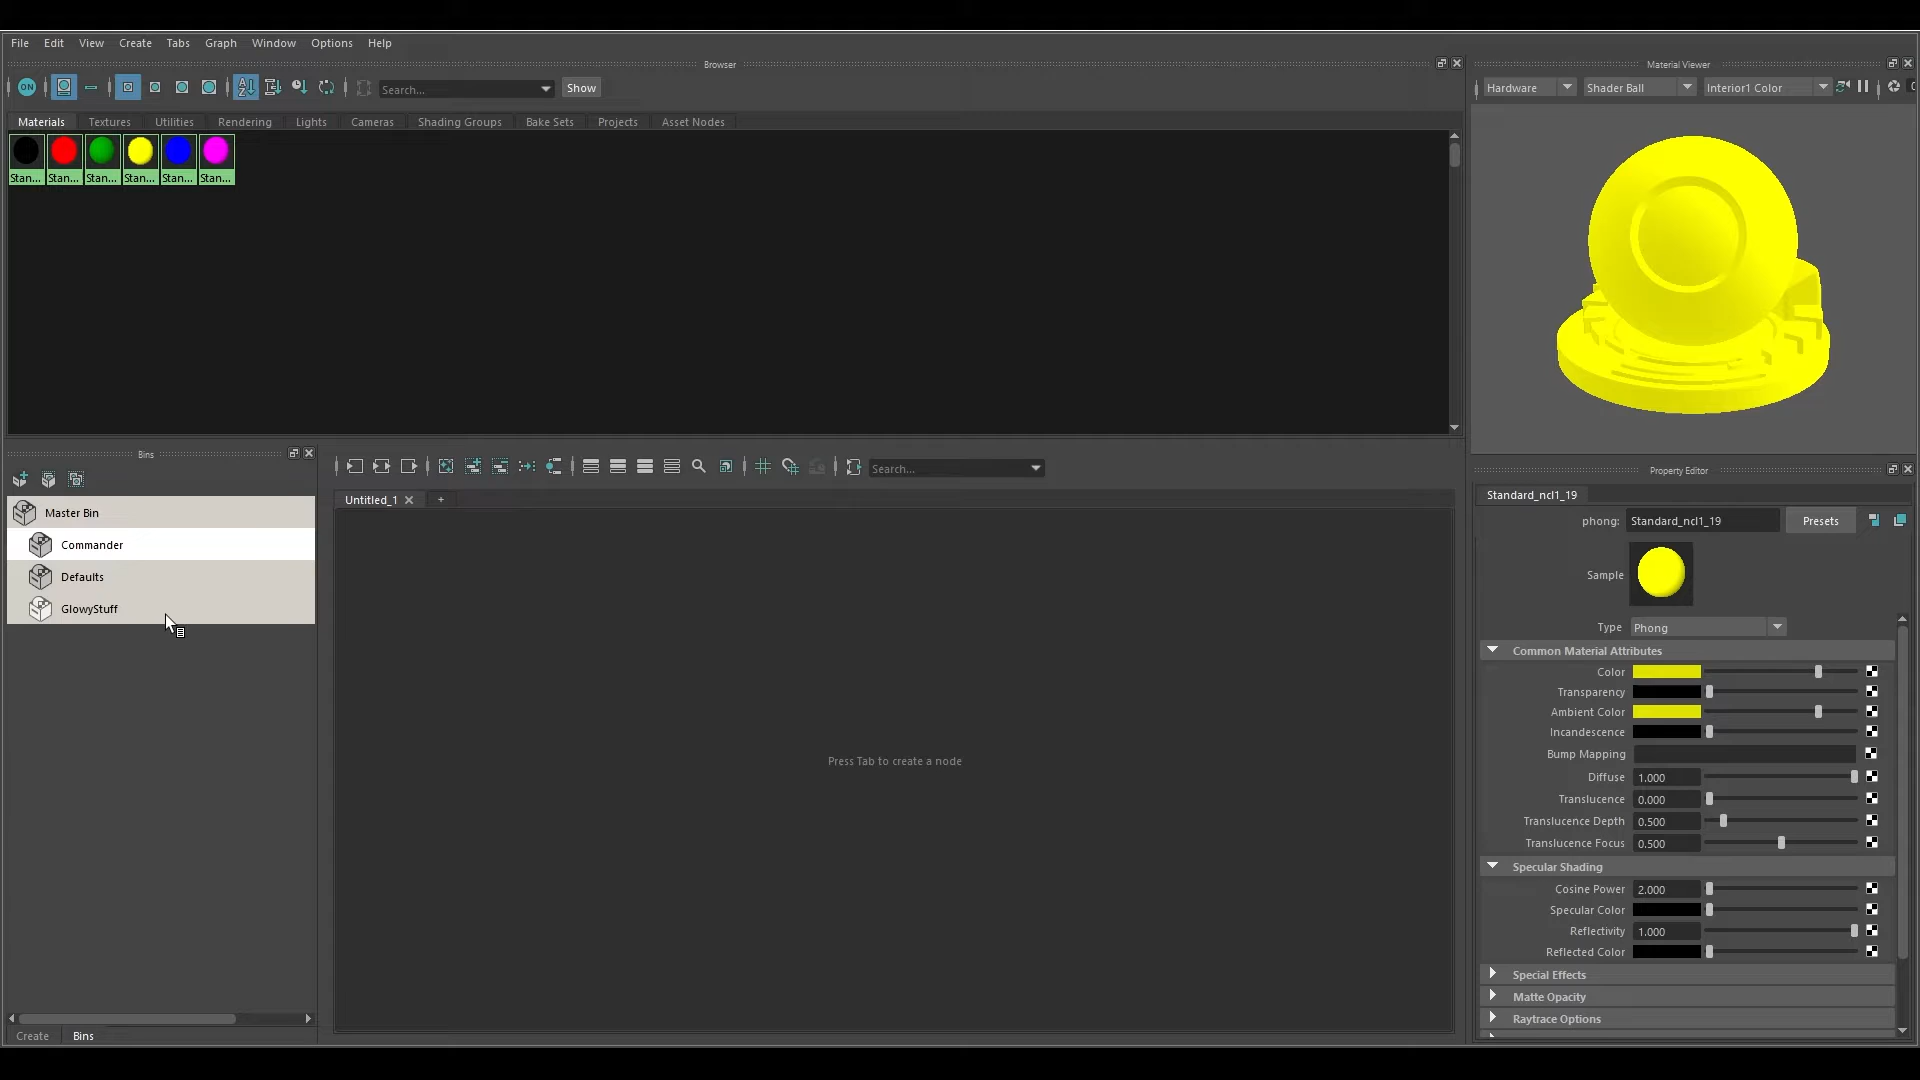 File Edit View Create Tabs Graph Window Options Help
Browser
ON
Search...
Show
Materials Textures Utilities Rendering Lights Cameras Shading Groups Bake Sets Projects Asset Nodes
Stan... Stan... Stan... Stan... Stan... Stan...
Material Viewer
Hardware Shader Ball Interior1 Color
Bins
Master Bin
Commander
Defaults
GlowyStuff
Create Bins
Search...
Untitled_1 +
Press Tab to create a node
Property Editor
Standard_ncl1_19
phong: Standard_ncl1_19 Presets
Sample
Type Phong
Common Material Attributes
Color
Transparency
Ambient Color
Incandescence
Bump Mapping
Diffuse 1.000
Translucence 0.000
Translucence Depth 0.500
Translucence Focus 0.500
Specular Shading
Cosine Power 2.000
Specular Color
Reflectivity 1.000
Reflected Color
Special Effects
Matte Opacity
Raytrace Options